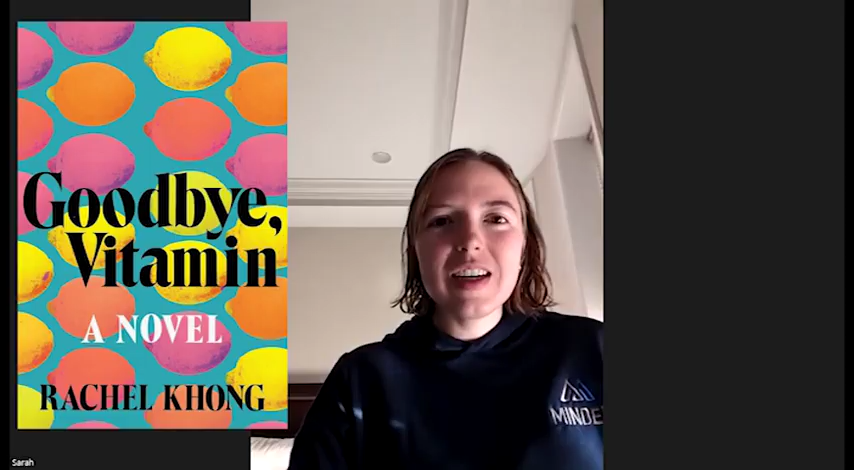 Goodbye,
Vitamin
A NOVEL
RACHEL KHONG
MINDE
Sarah